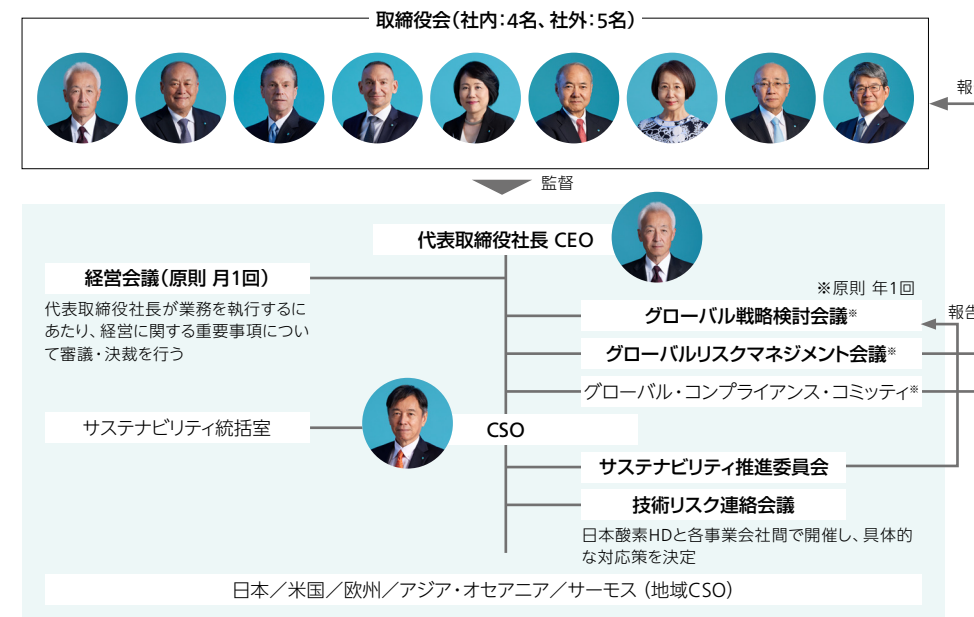 取締役会（社内：4名、社外：5名）
報
監督
代表取締役社長 CEO
経営会議（原則 月1回）
代表取締役社長が業務を執行するに
あたり、経営に関する重要事項につい
て審議・決裁を行う
※原則 年1回
グローバル戦略検討会議※
報告
グローバルリスクマネジメント会議※
グローバル・コンプライアンス・コミッティ※
サステナビリティ統括室
CSO
サステナビリティ推進委員会
技術リスク連絡会議
日本酸素HDと各事業会社間で開催し、具体的
な対応策を決定
日本／米国／欧州／アジア・オセアニア／サーモス（地域CSO）